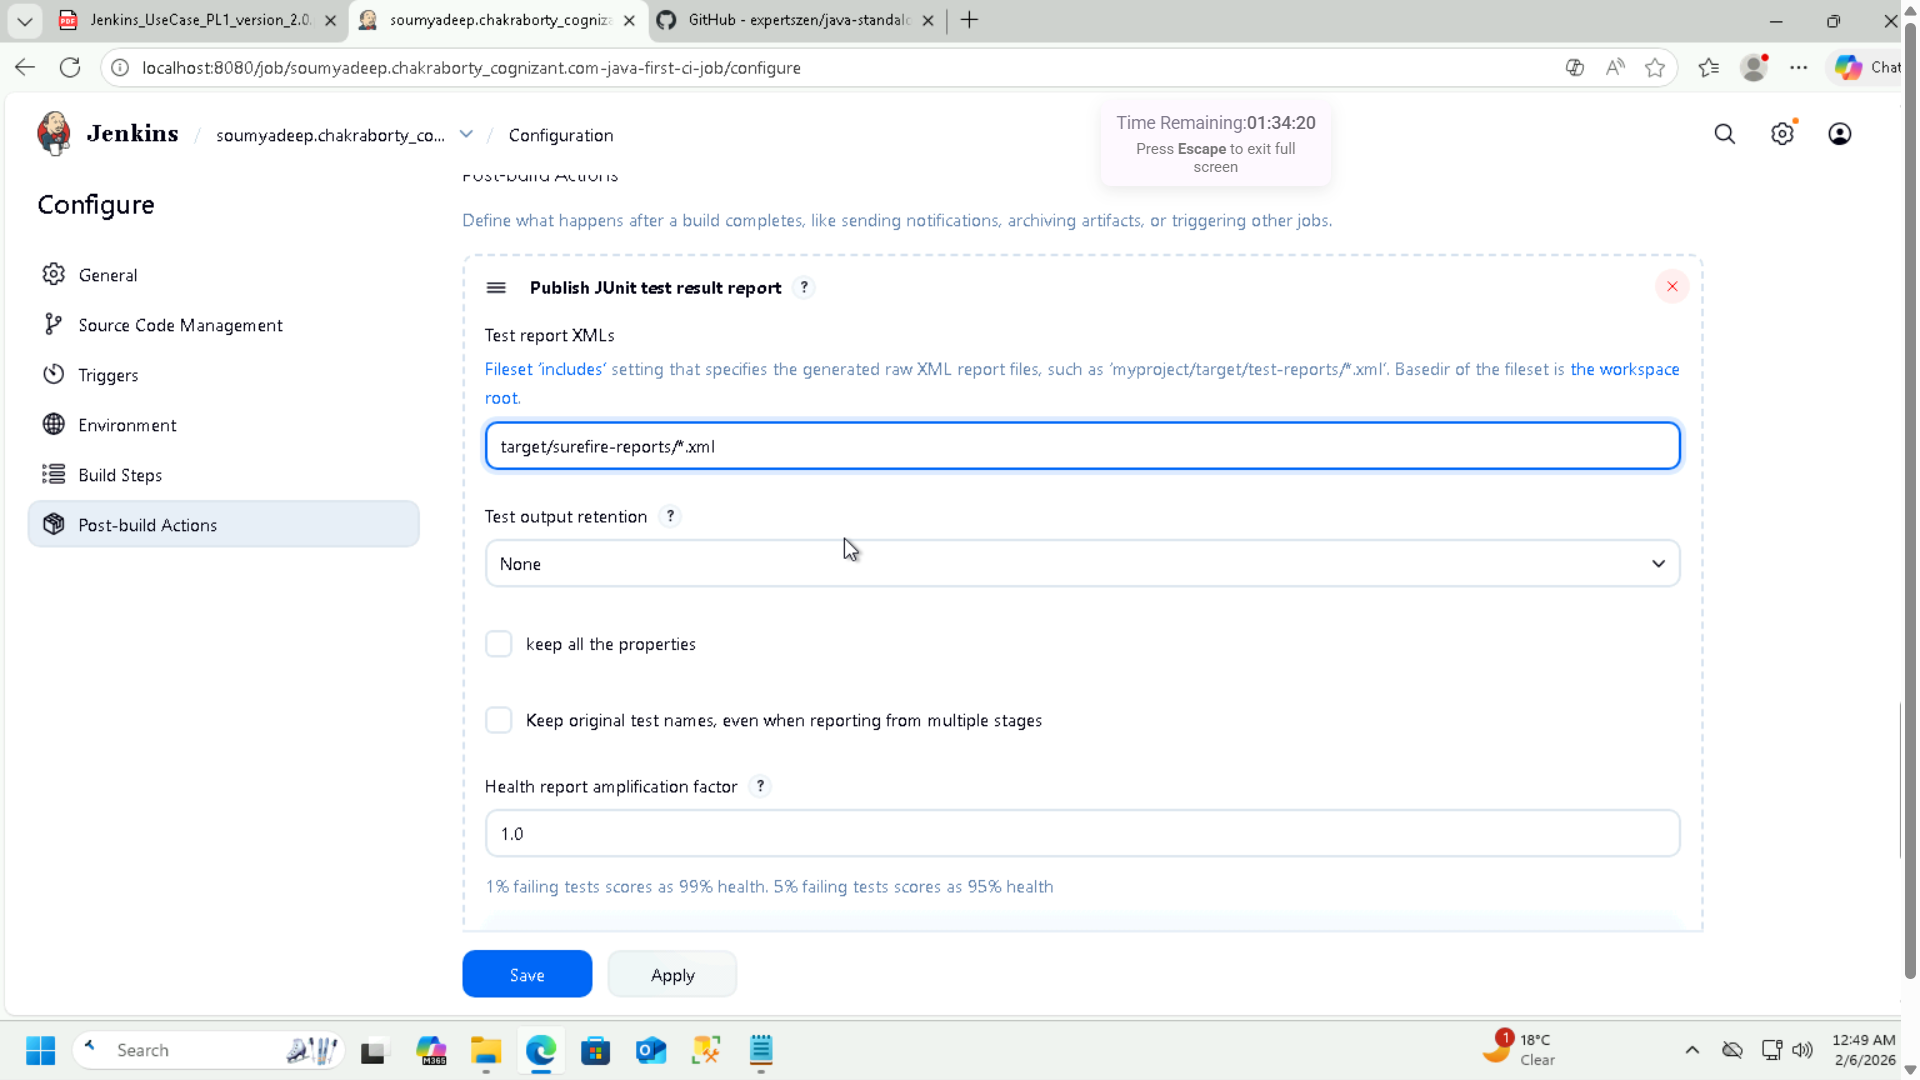 Jenkins_UseCase_PL1_version_2.0.
soumyadeep.chakraborty_cogniza
GitHub - expertszen/java-standalo
localhost:8080/job/soumyadeep.chakraborty_cognizant.com-java-first-ci-job/configure
Chat
Jenkins / soumyadeep.chakraborty_co... / Configuration
Time Remaining:01:34:20
Press Escape to exit full
screen
Configure
General
Source Code Management
Triggers
Environment
Build Steps
Post-build Actions
Post-build Actions
Define what happens after a build completes, like sending notifications, archiving artifacts, or triggering other jobs.
Publish JUnit test result report ?
Test report XMLs
Fileset 'includes' setting that specifies the generated raw XML report files, such as 'myproject/target/test-reports/*.xml'. Basedir of the fileset is the workspace
root.
target/surefire-reports/*.xml
Test output retention ?
None
keep all the properties
Keep original test names, even when reporting from multiple stages
Health report amplification factor ?
1.0
1% failing tests scores as 99% health. 5% failing tests scores as 95% health
Save
Apply
Search
M365
1
18°C
Clear
12:49 AM
2/6/2026